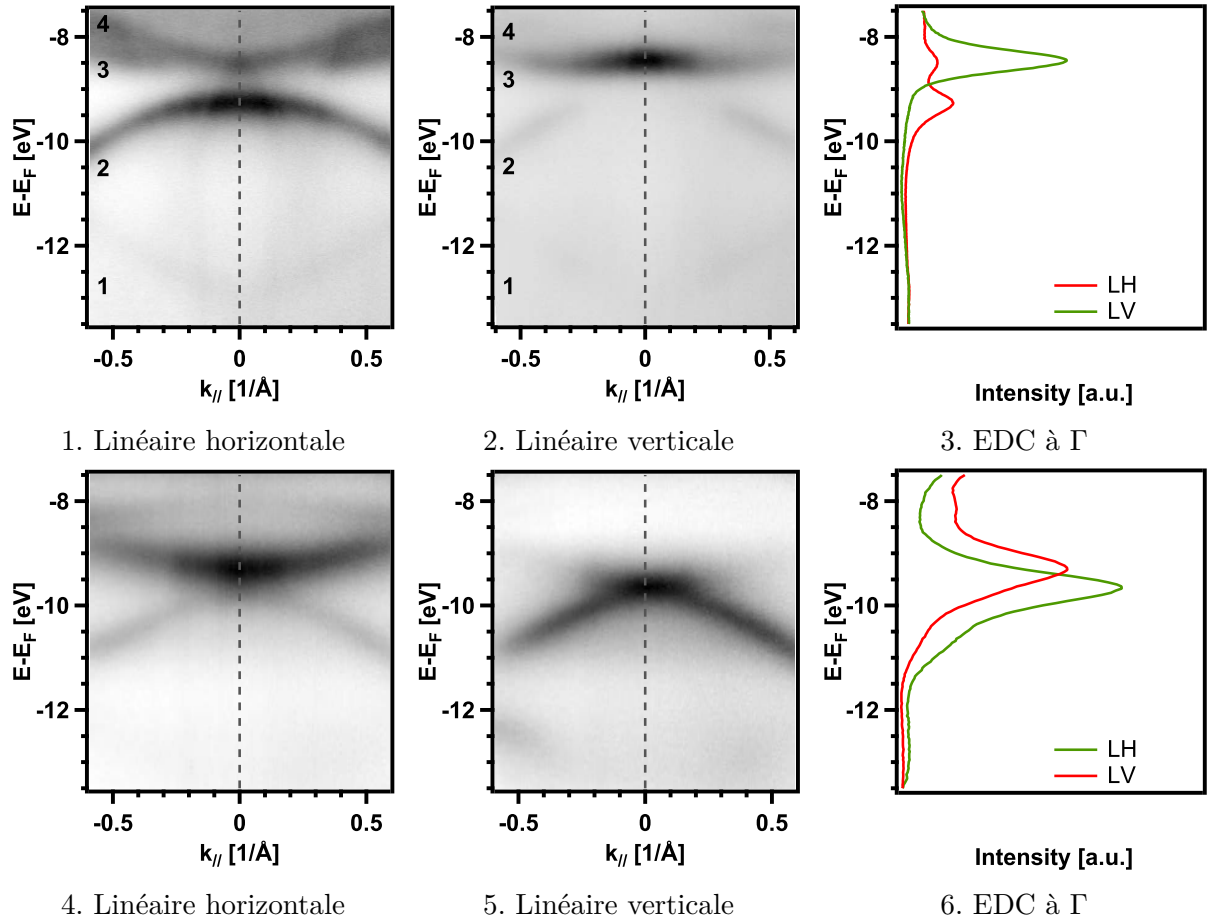 4
3
2
1
-8
-10
-12
E-EF [eV]
-0.5
0
0.5
k// [1/Å]
1. Linéaire horizontale
4
3
2
1
-8
-10
-12
E-EF [eV]
-0.5
0
0.5
k// [1/Å]
2. Linéaire verticale
-8
-10
-12
E-EF [eV]
LH
LV
Intensity [a.u.]
3. EDC à Γ
-8
-10
-12
E-EF [eV]
-0.5
0
0.5
k// [1/Å]
4. Linéaire horizontale
-8
-10
-12
E-EF [eV]
-0.5
0
0.5
k// [1/Å]
5. Linéaire verticale
-8
-10
-12
E-EF [eV]
LH
LV
Intensity [a.u.]
6. EDC à Γ